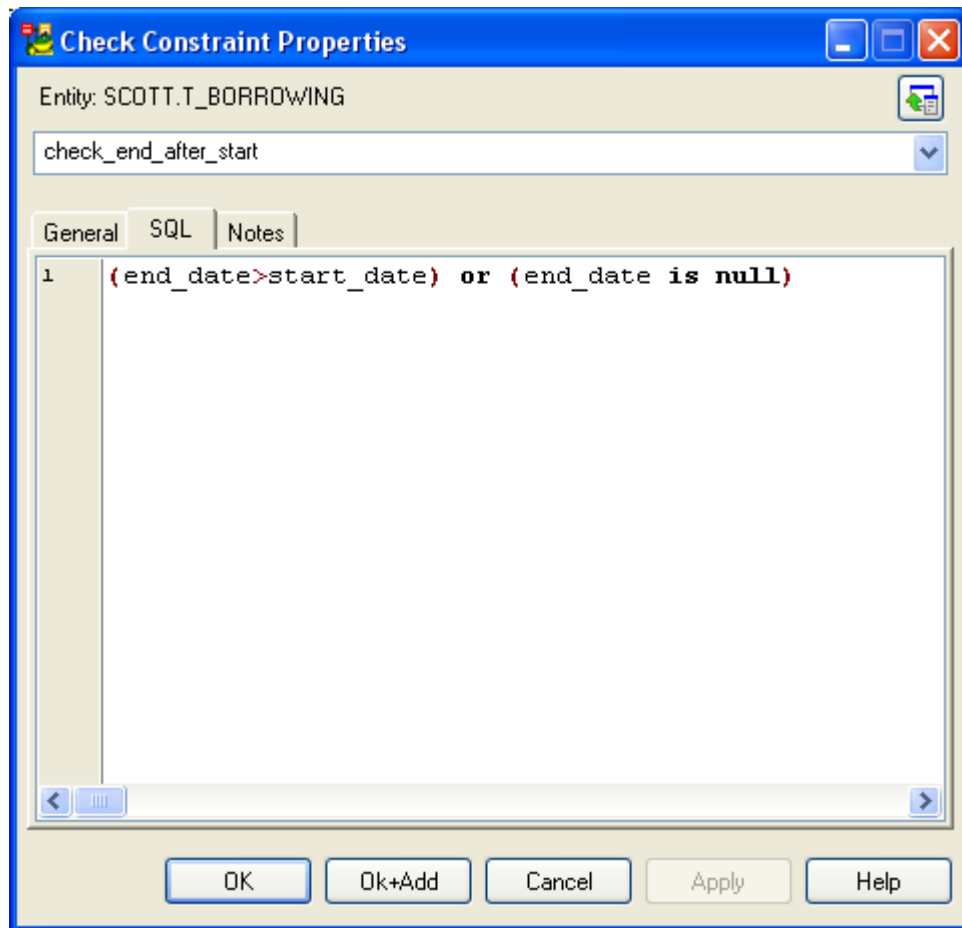 Check Constraint Properties
Entity: SCOTT.T_BORROWING
check_end_after_start
General SQL Notes
1 (end_date>start_date) or (end_date is null)
OK Ok+Add Cancel Apply Help